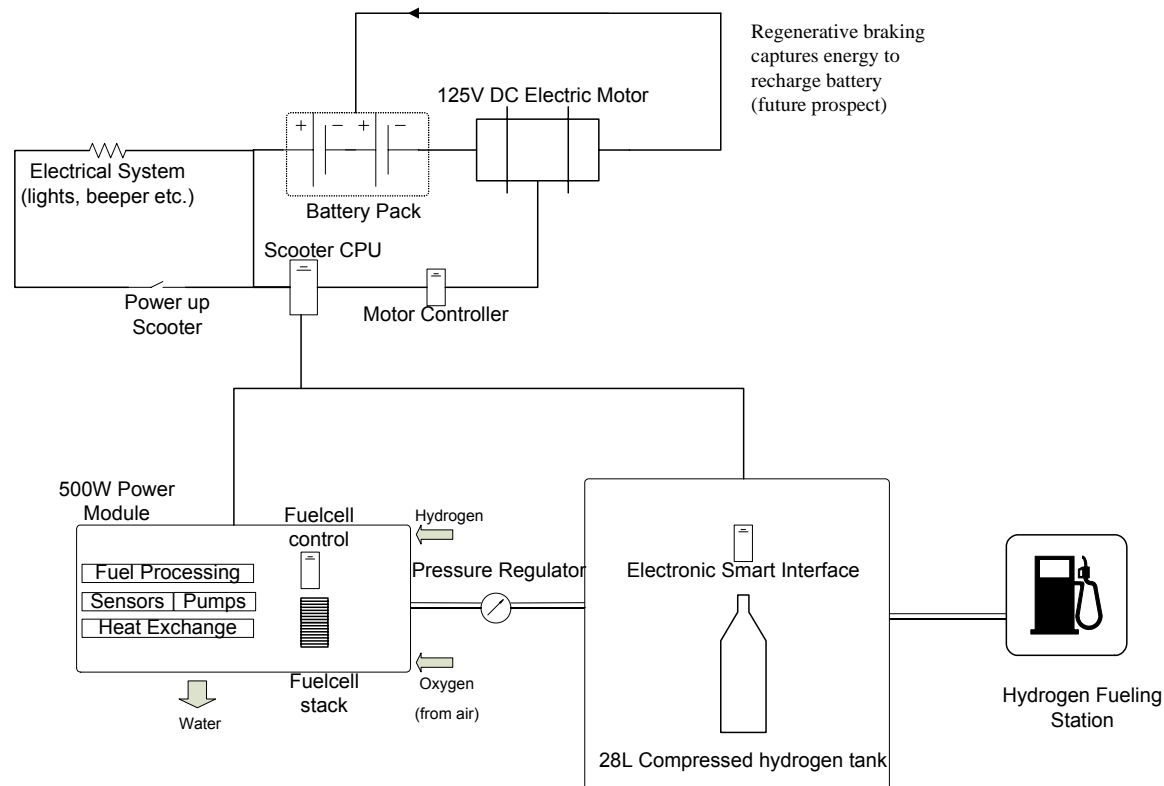 Regenerative braking
captures energy to
recharge battery
(future prospect)
125V DC Electric Motor
+ − + −
Electrical System
(lights, beeper etc.)
Battery Pack
Scooter CPU
Power up
Scooter
Motor Controller
500W Power
Module
Fuelcell
control
Hydrogen
Fuel Processing
Sensors Pumps
Heat Exchange
Pressure Regulator
Electronic Smart Interface
Fuelcell
stack
Oxygen
(from air)
Water
28L Compressed hydrogen tank
Hydrogen Fueling
Station